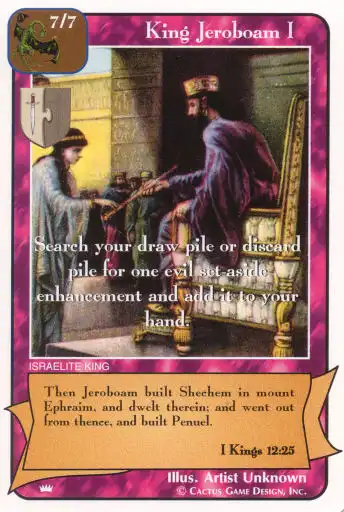 7/7
King Jeroboam I
Search your draw pile or discard
pile for one evil set-aside
enhancement and add it to your
hand.
ISRAELITE KING
Then Jeroboam built Shechem in mount
Ephraim, and dwelt therein; and went out
from thence, and built Penuel.
I Kings 12:25
Illus. Artist Unknown
© CACTUS GAME DESIGN, INC.